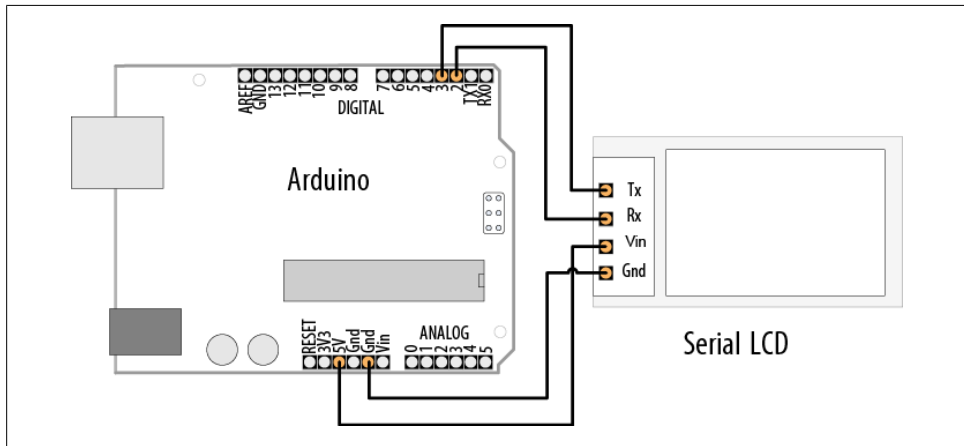 AREF
GND
13
12
11
10
9
8
7
6
5
4
3
2
TX1
RX0
DIGITAL
Arduino
Tx
Rx
Vin
Gnd
RESET
3V3
5V
Gnd
Gnd
Vin
ANALOG
0
1
2
3
4
5
Serial LCD